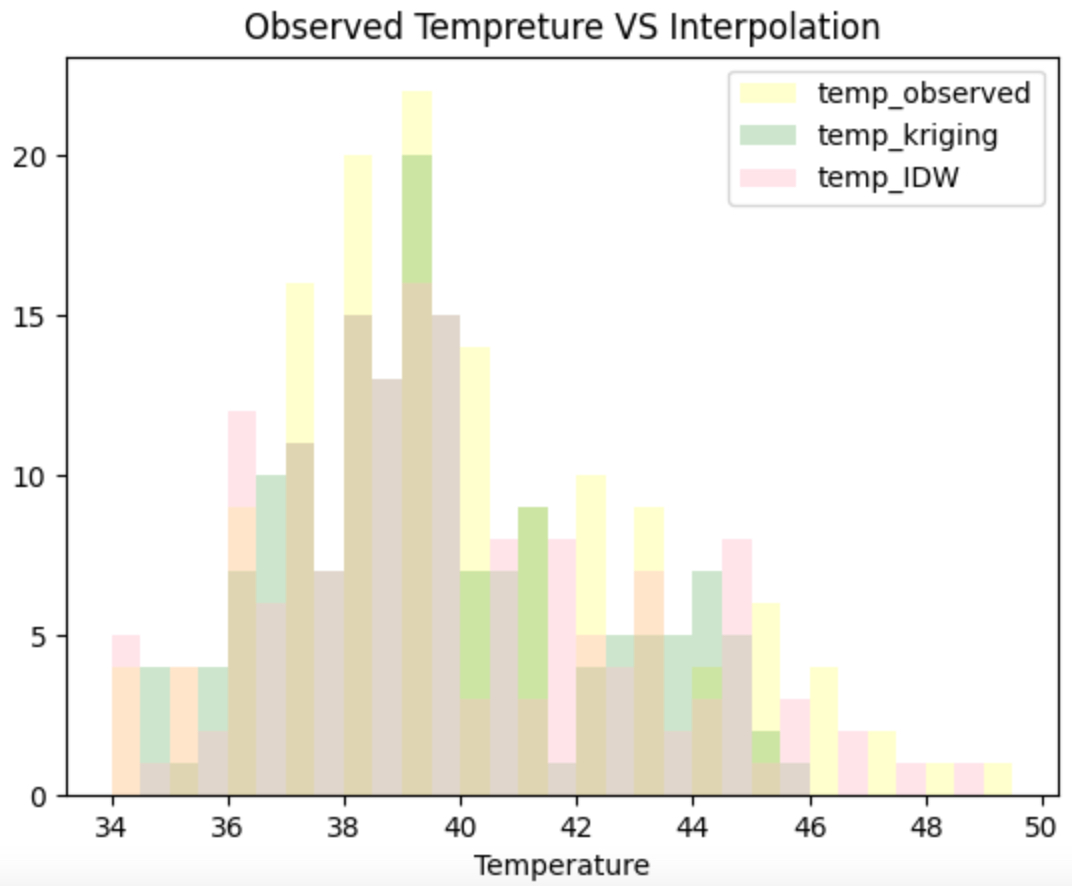 Observed Tempreture VS Interpolation
temp_observed
temp_kriging
temp_IDW
20
15
10
5
0
34 36 38 40 42 44 46 48 50
Temperature